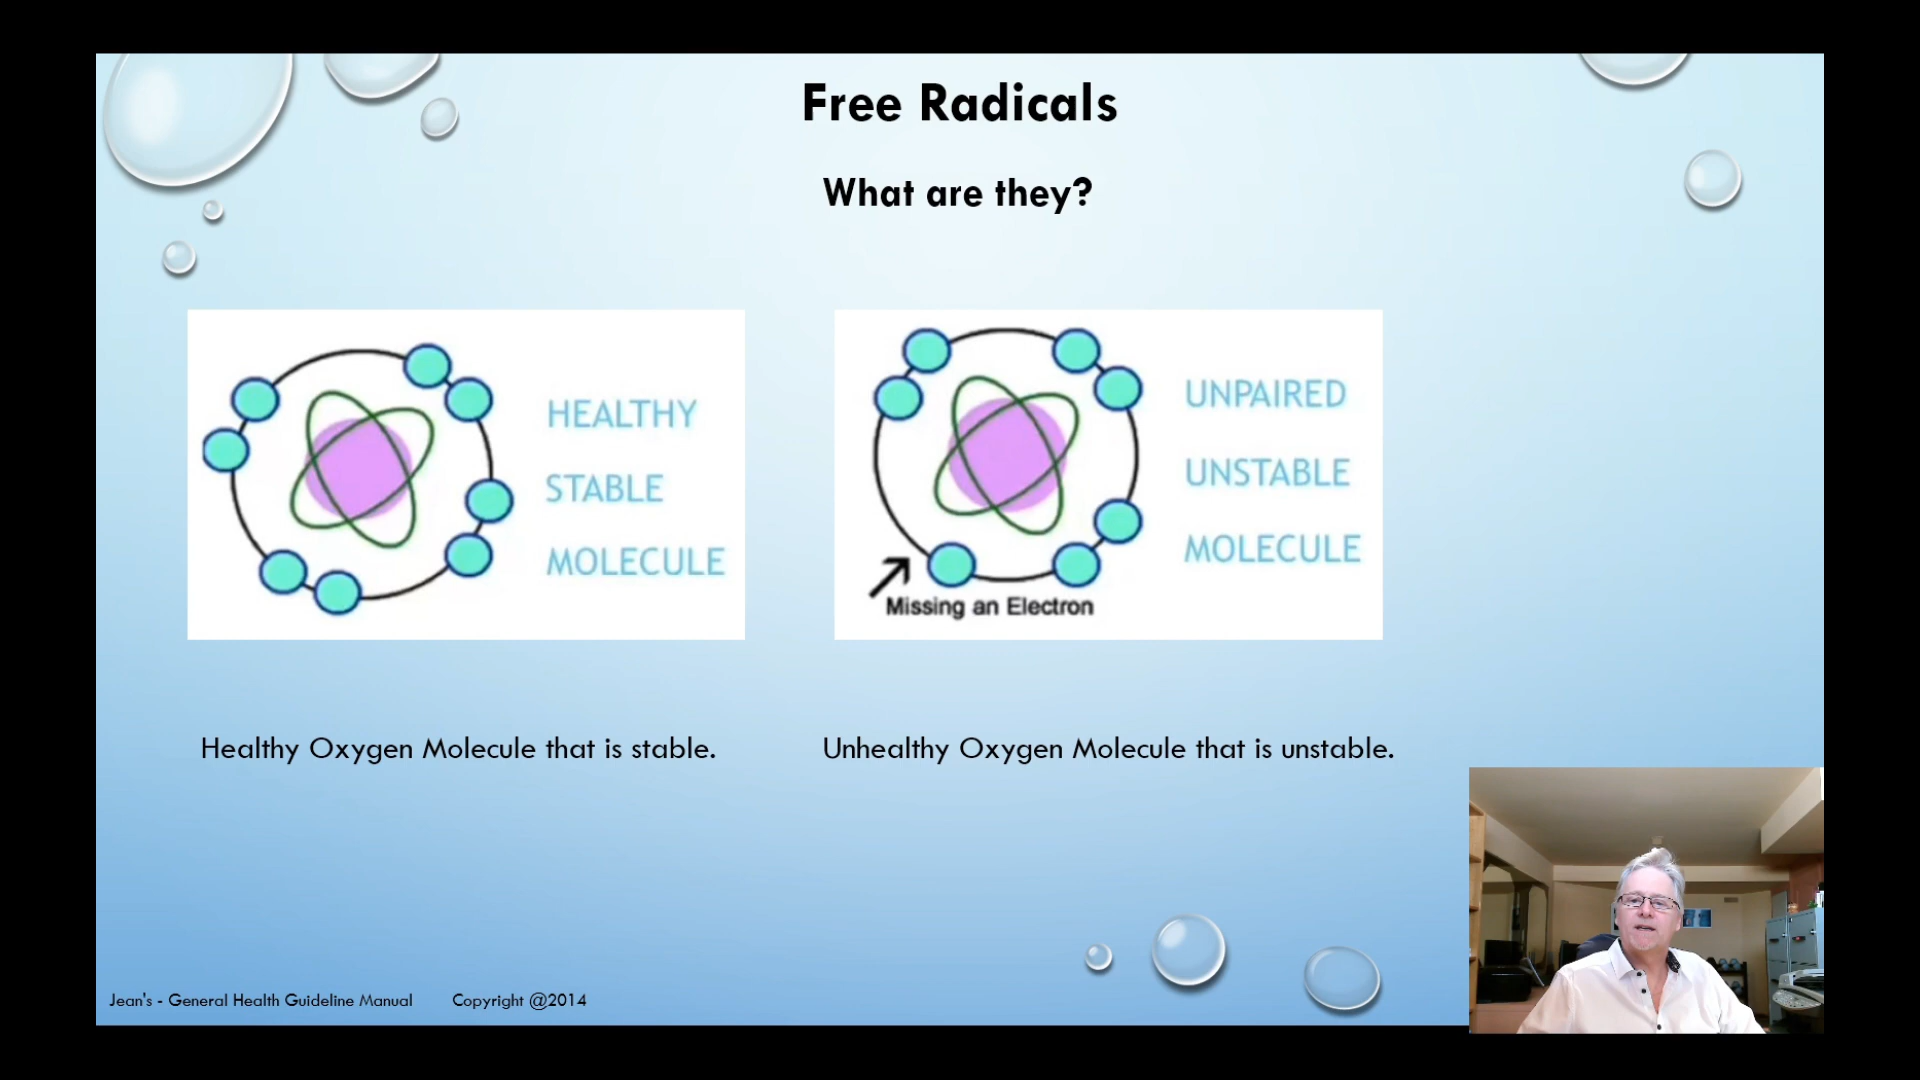 Free Radicals
What are they?
HEALTHY
STABLE
MOLECULE
UNPAIRED
UNSTABLE
MOLECULE
Missing an Electron
Healthy Oxygen Molecule that is stable.
Unhealthy Oxygen Molecule that is unstable.
Jean's - General Health Guideline Manual Copyright @2014